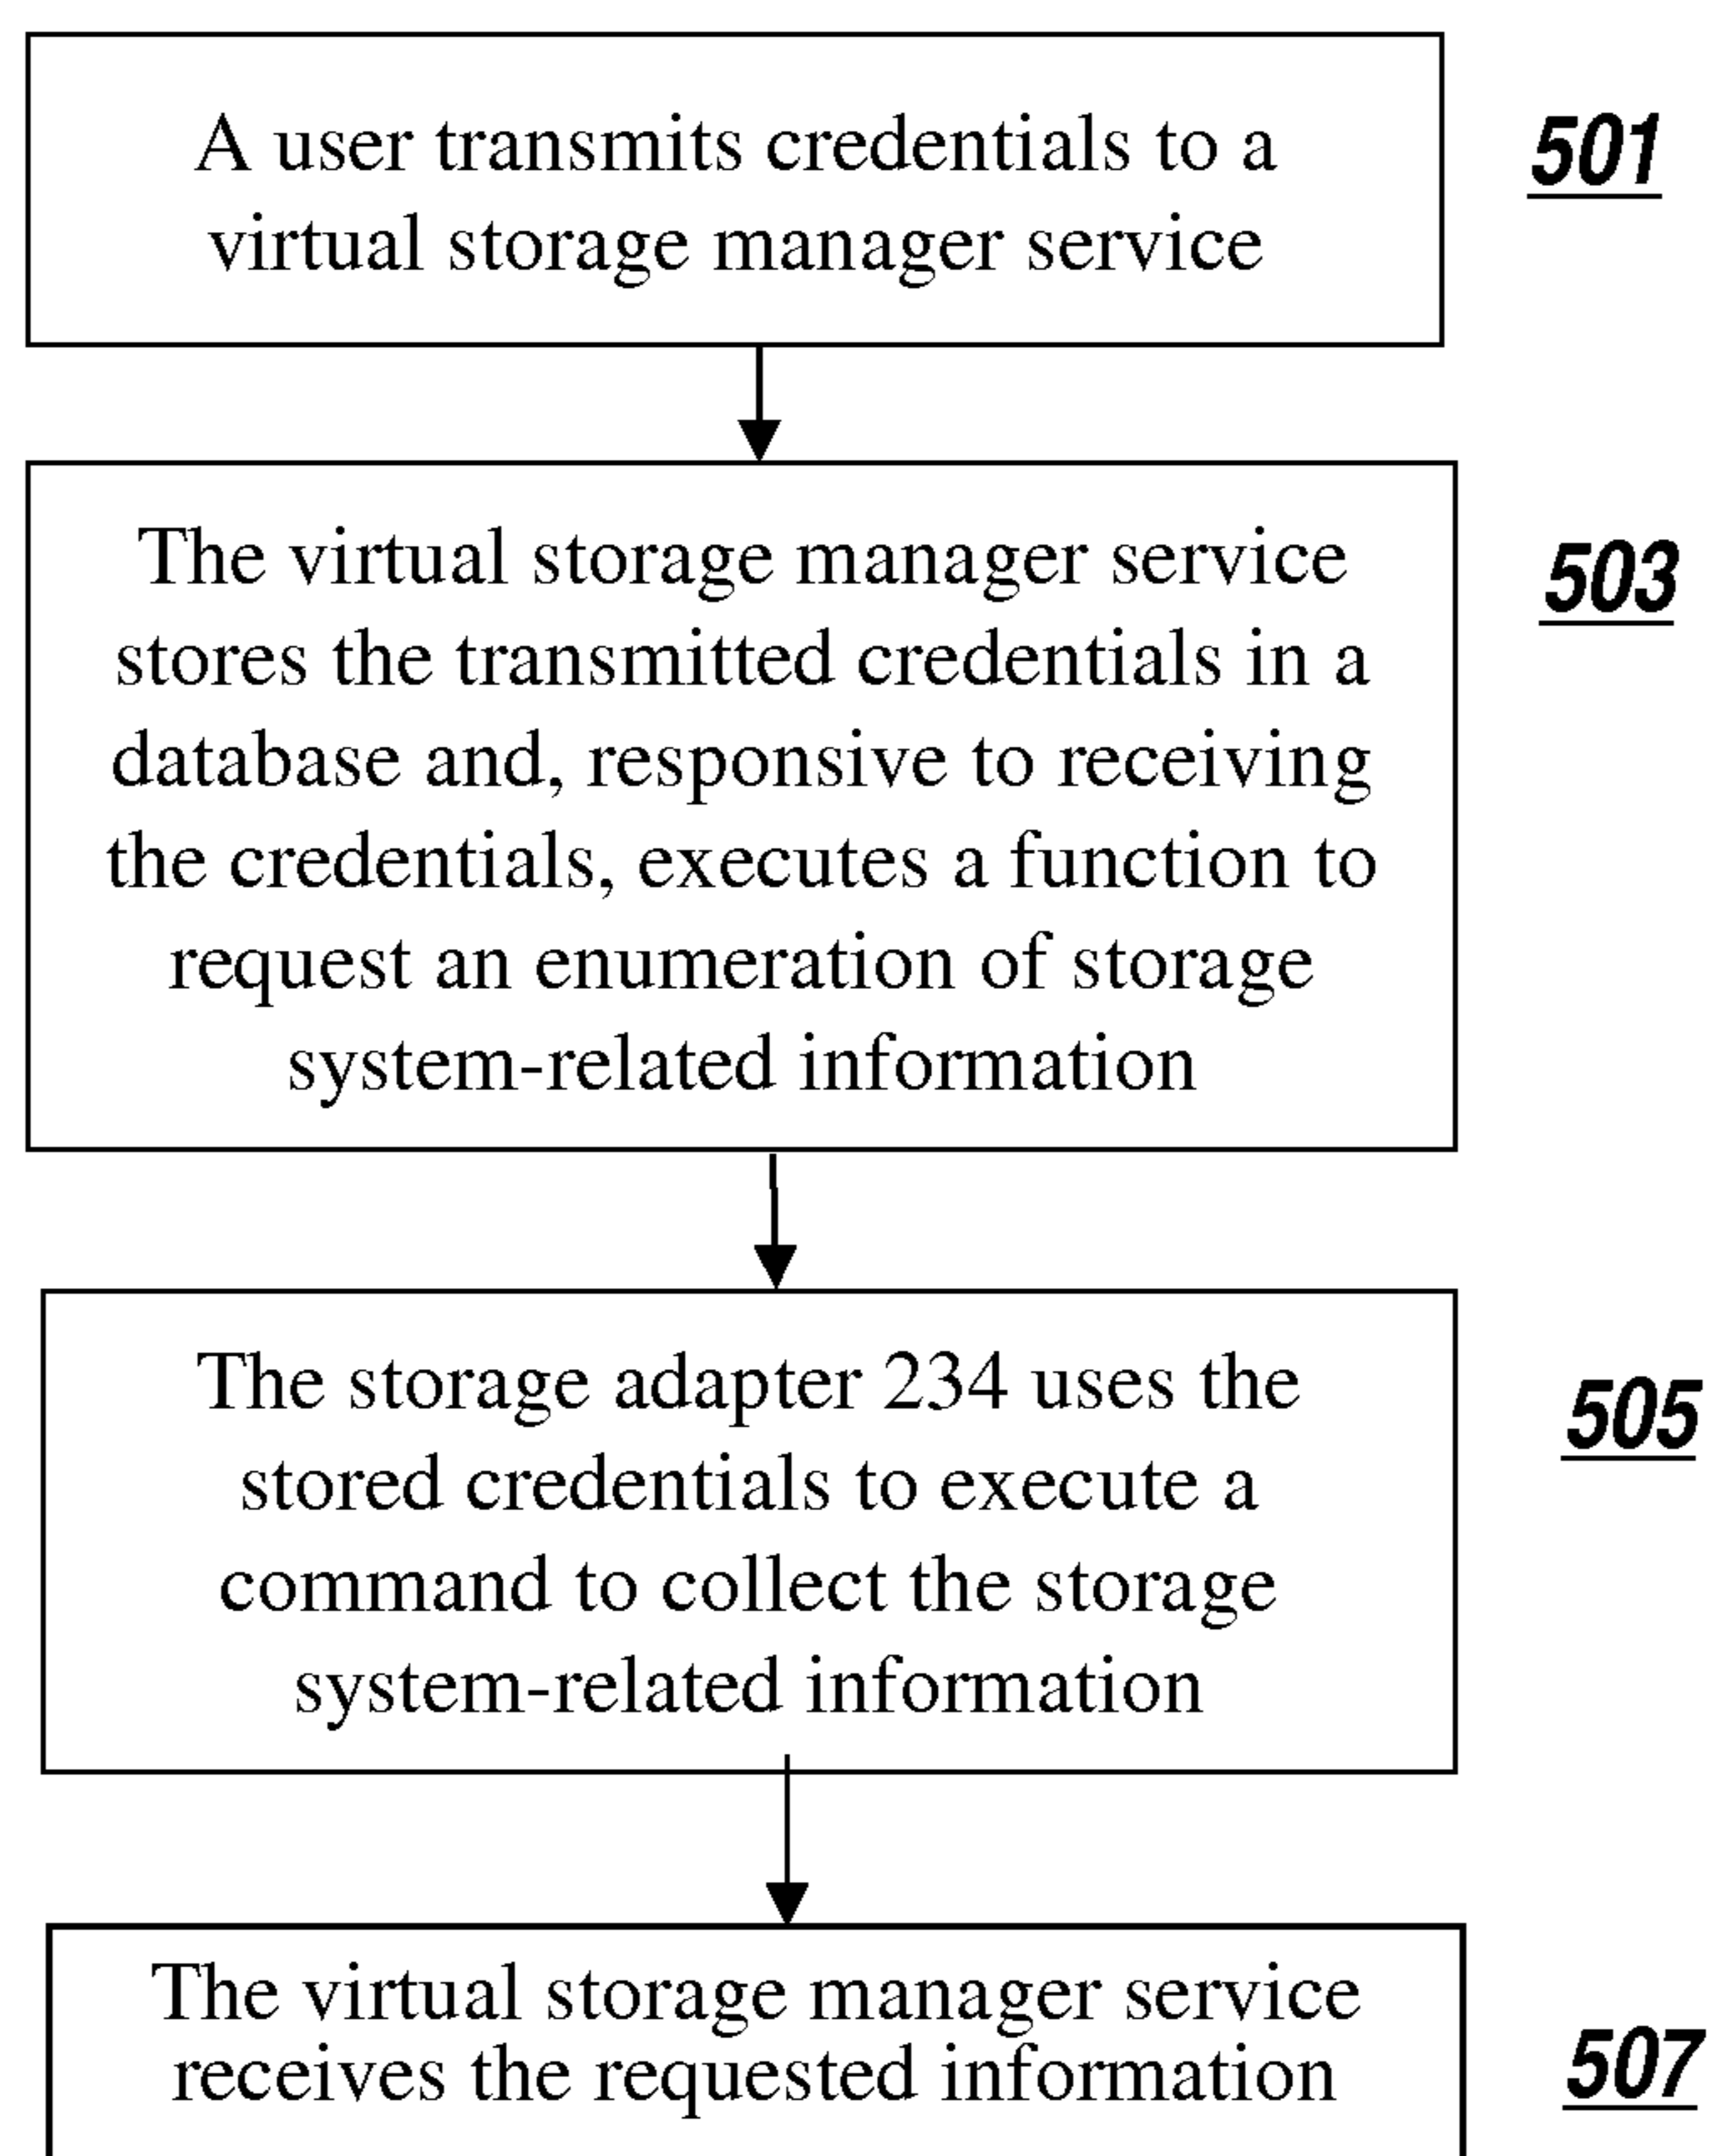 A user transmits credentials to a
virtual storage manager service
501
The virtual storage manager service
stores the transmitted credentials in a
database and, responsive to receiving
the credentials, executes a function to
request an enumeration of storage
system-related information
503
The storage adapter 234 uses the
stored credentials to execute a
command to collect the storage
system-related information
505
The virtual storage manager service
receives the requested information
507